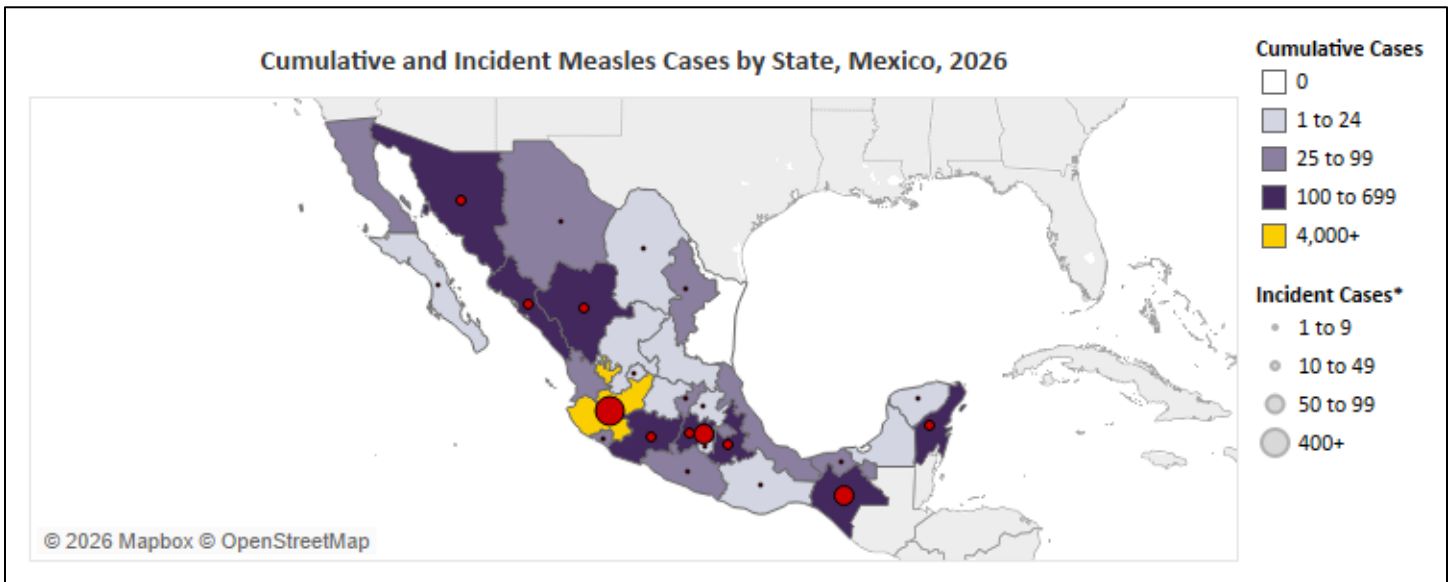 Cumulative and Incident Measles Cases by State, Mexico, 2026
Cumulative Cases
0
1 to 24
25 to 99
100 to 699
4,000+
Incident Cases*
1 to 9
10 to 49
50 to 99
400+
© 2026 Mapbox © OpenStreetMap